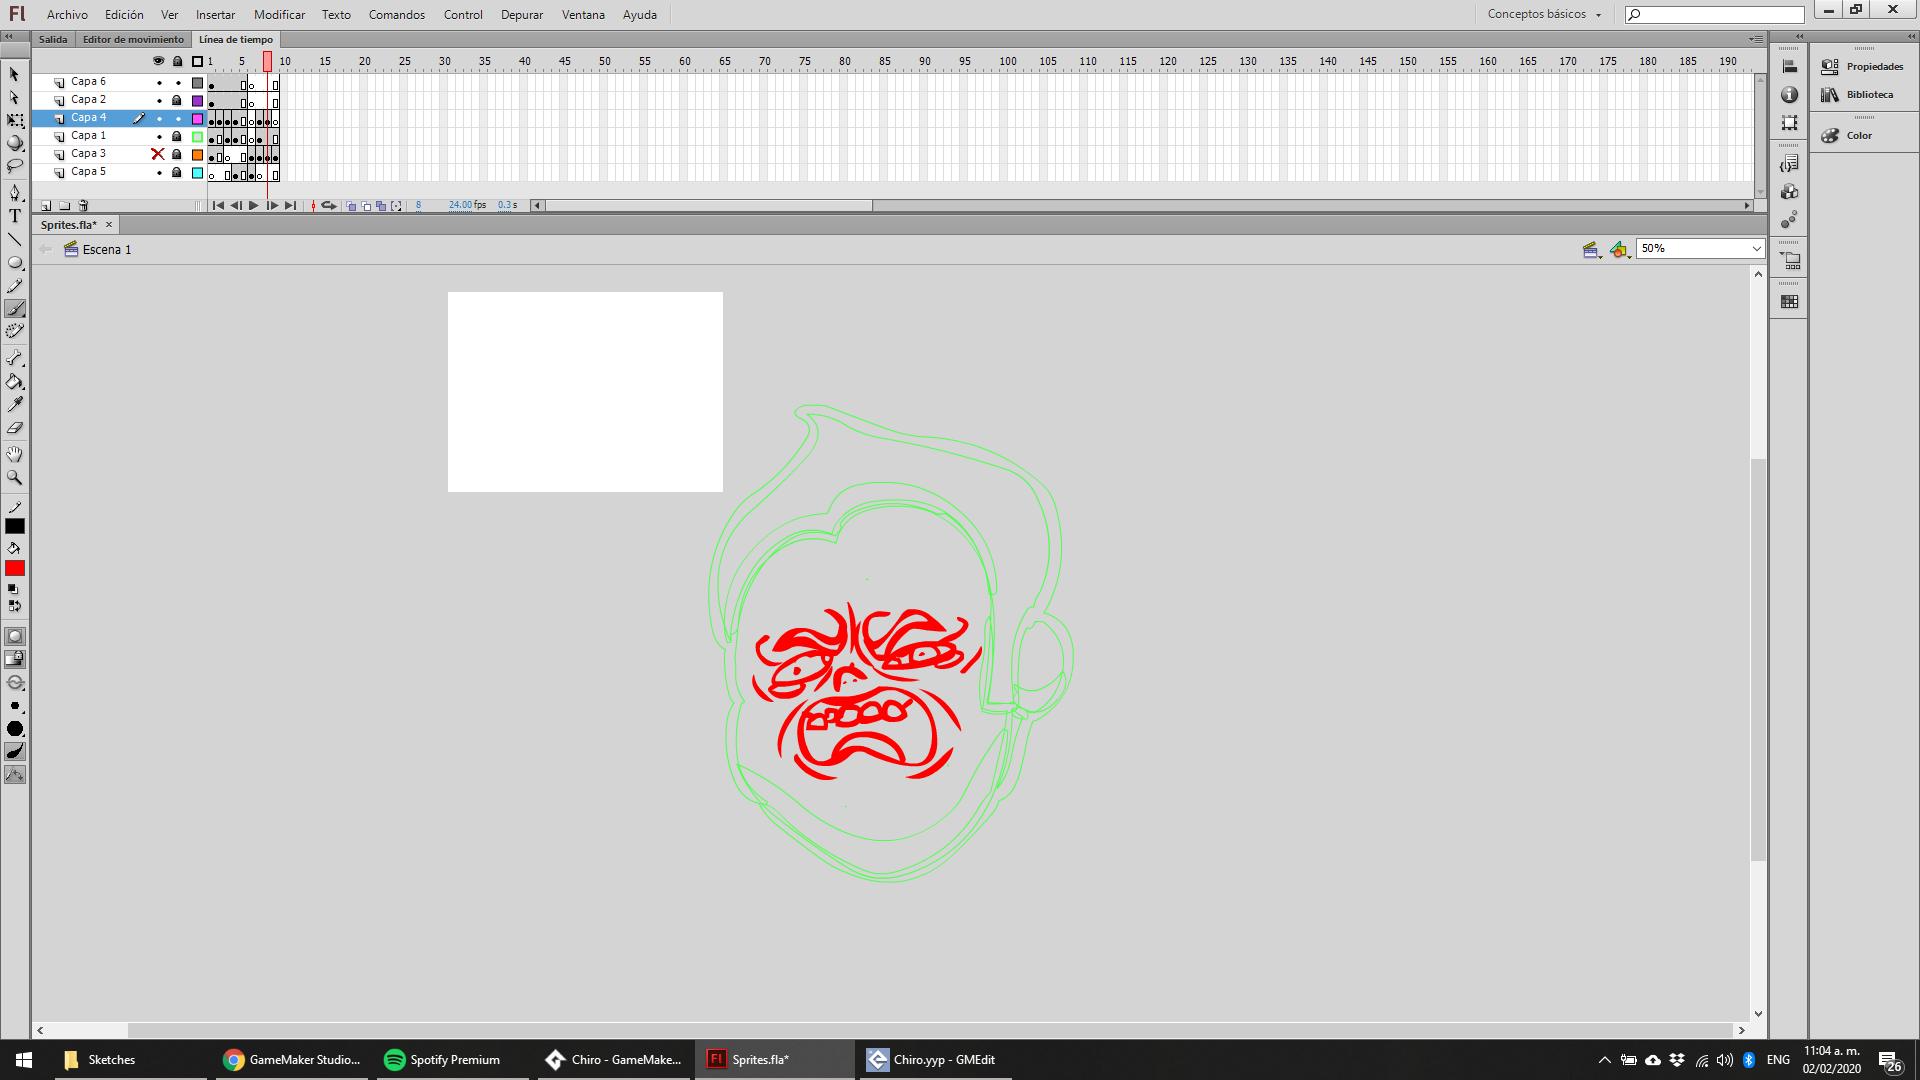 Fl Archivo Edición Ver Insertar Modificar Texto Comandos Control Depurar Ventana Ayuda Conceptos básicos
Salida Editor de movimiento Línea de tiempo
1 5 10 15 20 25 30 35 40 45 50 55 60 65 70 75 80 85 90 95 100 105 110 115 120 125 130 135 140 145 150 155 160 165 170 175 180 185 190
Propiedades
Capa 6
Biblioteca
Capa 2
Capa 4
Capa 1
Color
Capa 3
Capa 5
8 24.00 fps 0.3 s
Sprites.fla* ×
Escena 1 50%
T
Sketches GameMaker Studio... Spotify Premium Chiro - GameMake... Fl Sprites.fla* Chiro.yyp - GMEdit ENG 11:04 a. m.
02/02/2020 26